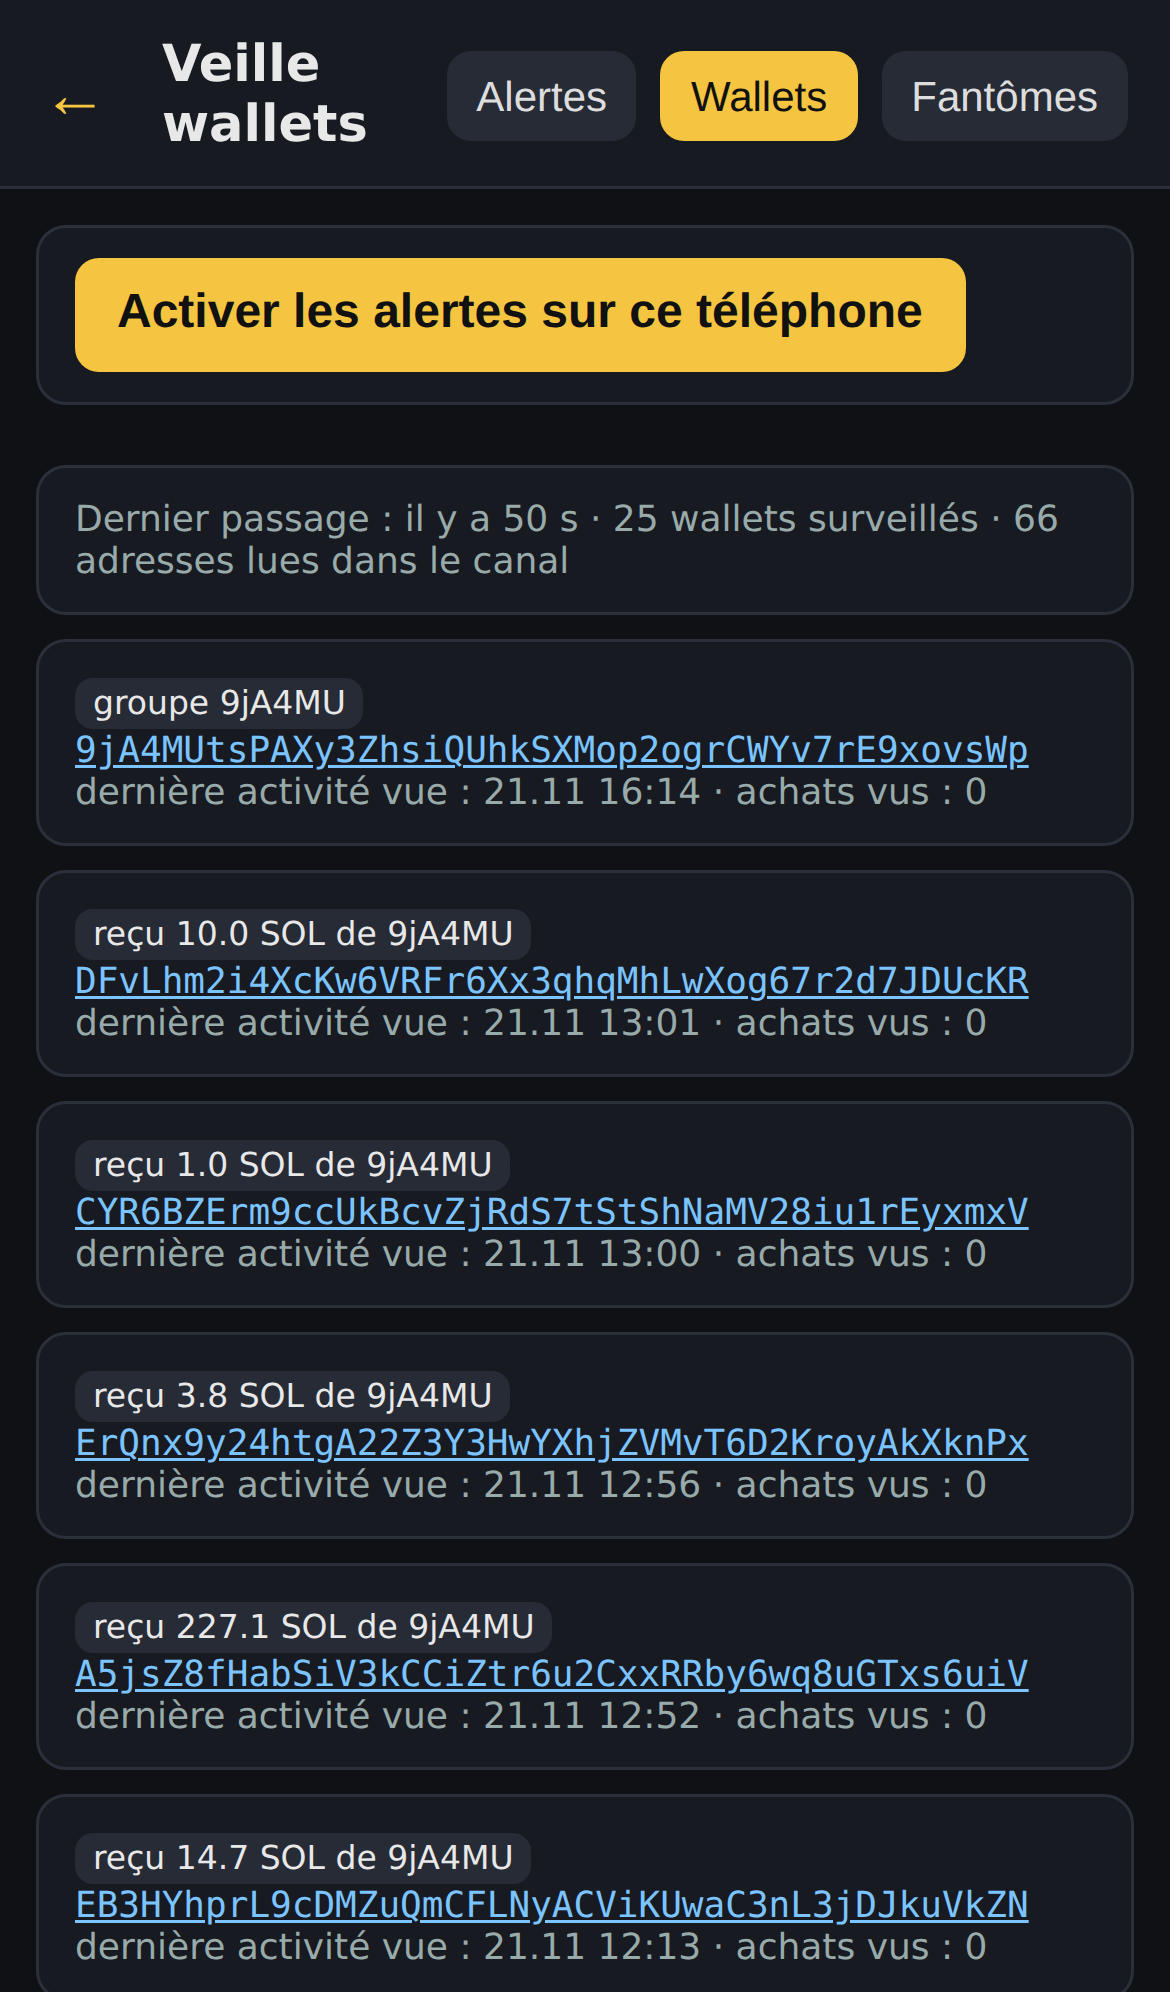 ←
Veille
wallets
Alertes
Wallets
Fantômes
Activer les alertes sur ce téléphone
Dernier passage : il y a 50 s · 25 wallets surveillés · 66
adresses lues dans le canal
groupe 9jA4MU
9jA4MUtsPAXy3ZhsiQUhkSXMop2ogrCWYv7rE9xovsWp
dernière activité vue : 21.11 16:14 · achats vus : 0
reçu 10.0 SOL de 9jA4MU
DFvLhm2i4XcKw6VRFr6Xx3qhqMhLwXog67r2d7JDUcKR
dernière activité vue : 21.11 13:01 · achats vus : 0
reçu 1.0 SOL de 9jA4MU
CYR6BZErm9ccUkBcvZjRdS7tStShNaMV28iu1rEyxmxV
dernière activité vue : 21.11 13:00 · achats vus : 0
reçu 3.8 SOL de 9jA4MU
ErQnx9y24htgA22Z3Y3HwYXhjZVMvT6D2KroyAkXknPx
dernière activité vue : 21.11 12:56 · achats vus : 0
reçu 227.1 SOL de 9jA4MU
A5jsZ8fHabSiV3kCCiZtr6u2CxxRRby6wq8uGTxs6uiV
dernière activité vue : 21.11 12:52 · achats vus : 0
reçu 14.7 SOL de 9jA4MU
EB3HYhprL9cDMZuQmCFLNyACViKUwaC3nL3jDJkuVkZN
dernière activité vue : 21.11 12:13 · achats vus : 0